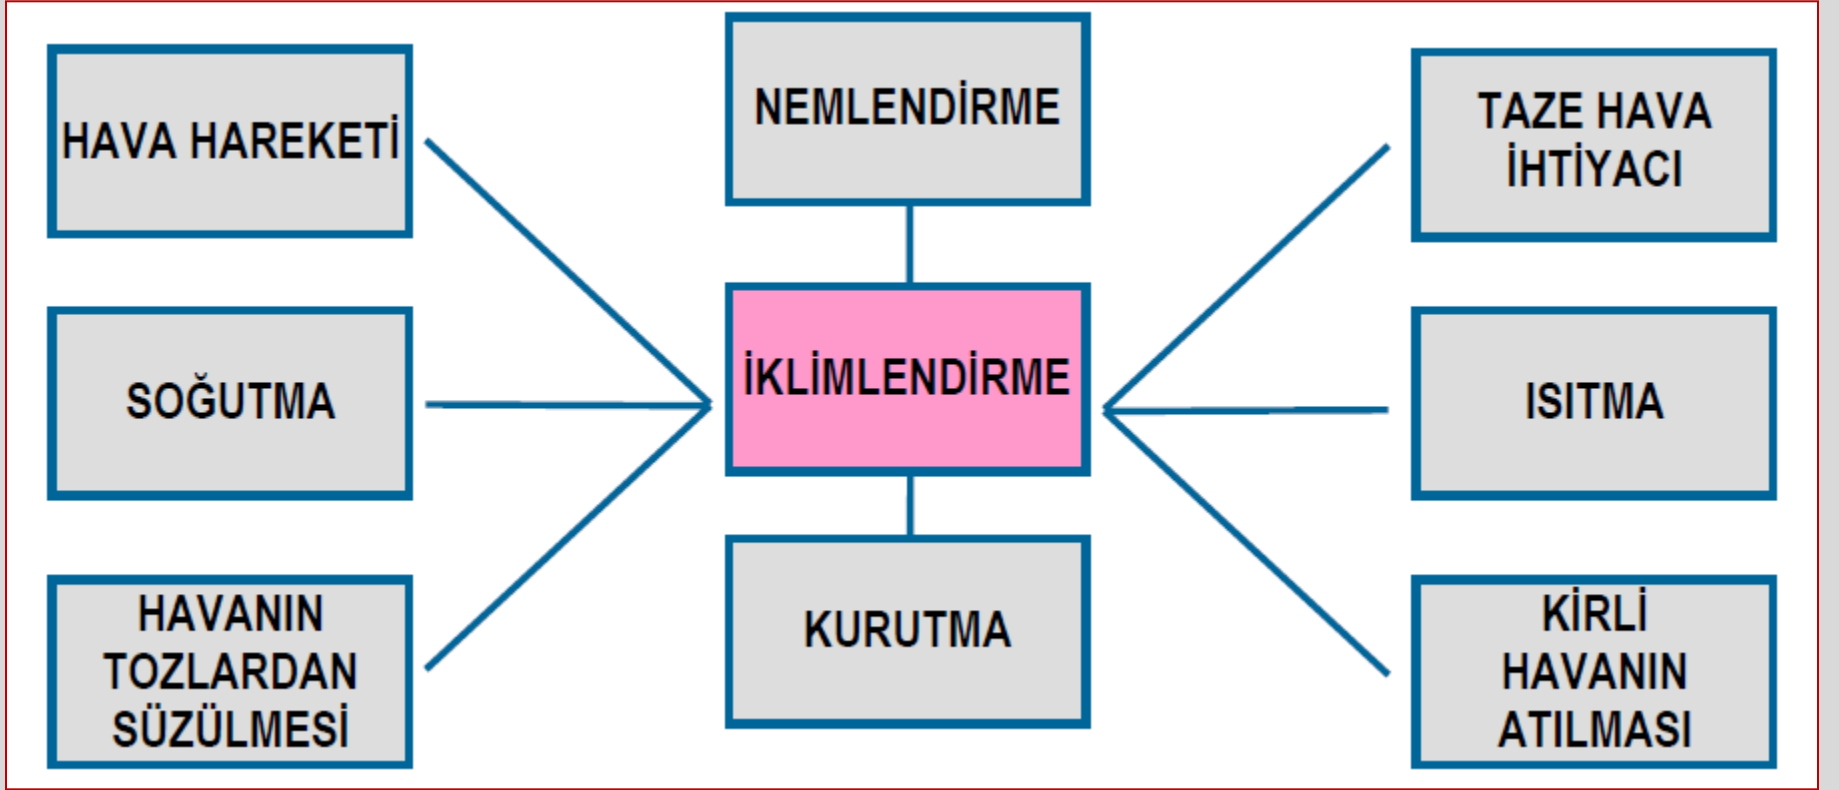 HAVA HAREKETİ
NEMLENDİRME
TAZE HAVA
İHTİYACI
SOĞUTMA
İKLİMLENDİRME
ISITMA
HAVANIN
TOZLARDAN
SÜZÜLMESİ
KURUTMA
KİRLİ
HAVANIN
ATILMASI